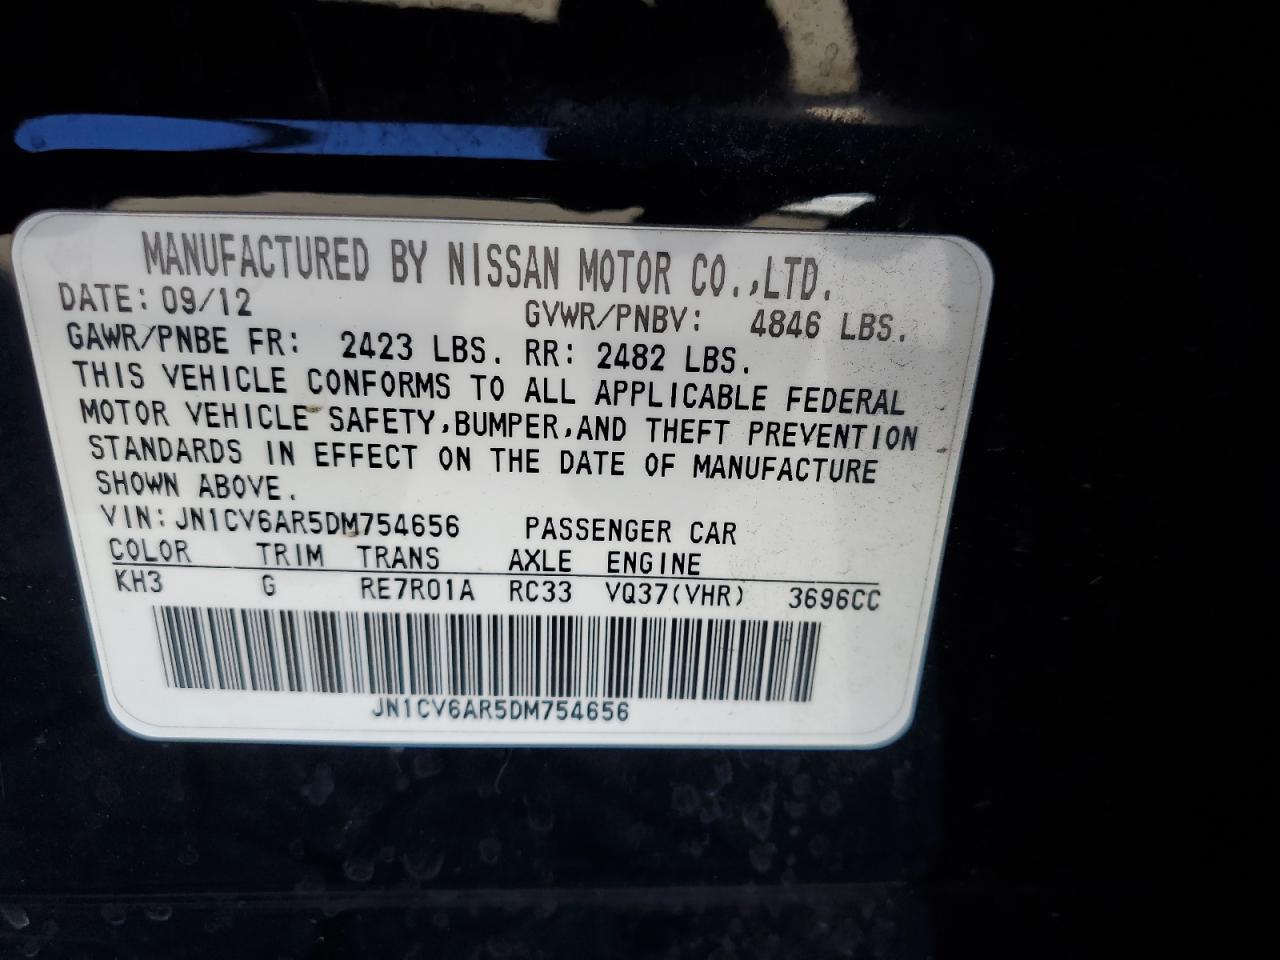 MANUFACTURED BY NISSAN MOTOR CO.,LTD.
DATE: 09/12 GVWR/PNBV: 4846 LBS.
GAWR/PNBE FR: 2423 LBS. RR: 2482 LBS.
THIS VEHICLE CONFORMS TO ALL APPLICABLE FEDERAL
MOTOR VEHICLE SAFETY,BUMPER,AND THEFT PREVENTION
STANDARDS IN EFFECT ON THE DATE OF MANUFACTURE
SHOWN ABOVE.
VIN:JN1CV6AR5DM754656 PASSENGER CAR
COLOR TRIM TRANS AXLE ENGINE
KH3 G RE7R01A RC33 VQ37(VHR) 3696CC
JN1CV6AR5DM754656